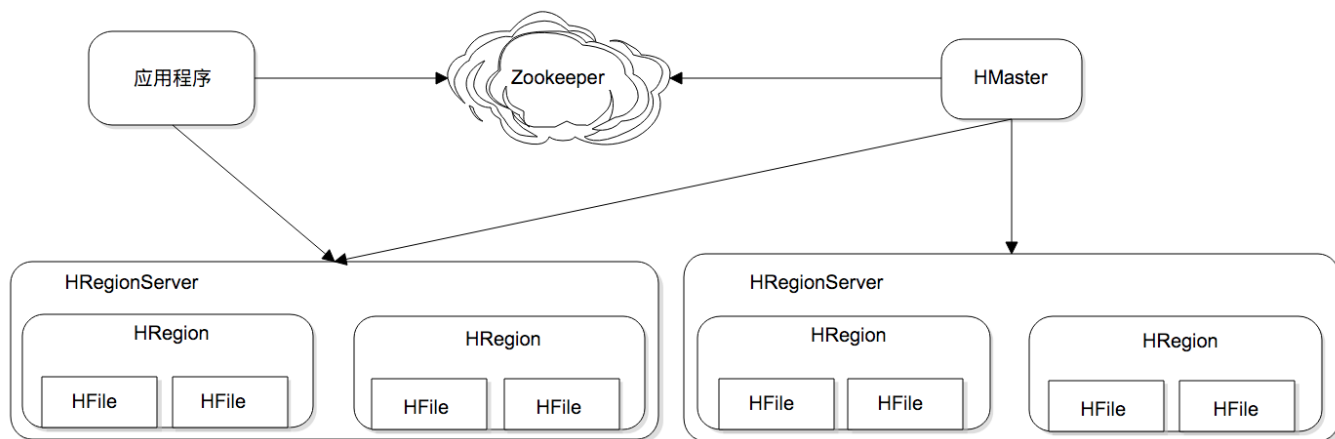 应用程序
Zookeeper
HMaster
HRegionServer
HRegion
HFile
HFile
HRegion
HFile
HFile
HRegionServer
HRegion
HFile
HFile
HRegion
HFile
HFile